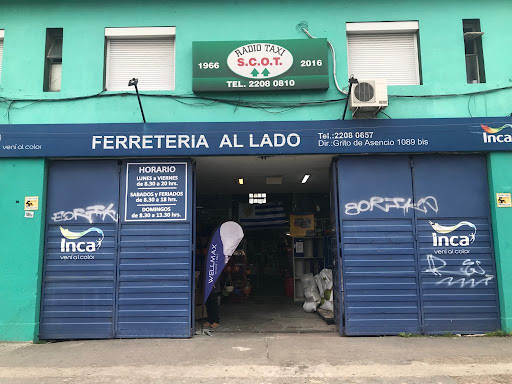 RADIO TAXI
1966 S.C.O.T. 2016
TEL. 2208 0810
FERRETERIA AL LADO
Tel.:2208 0657
Dir.:Grito de Asencio 1089 bis
vení al color
Inca
HORARIO
LUNES a VIERNES
de 8.30 a 20 hrs.
SABADOS y FERIADOS
de 8.30 a 18 hrs.
DOMINGOS
de 8.30 a 13.30 hrs.
Inca
vení al color
WELLMAX
Inca
vení al color